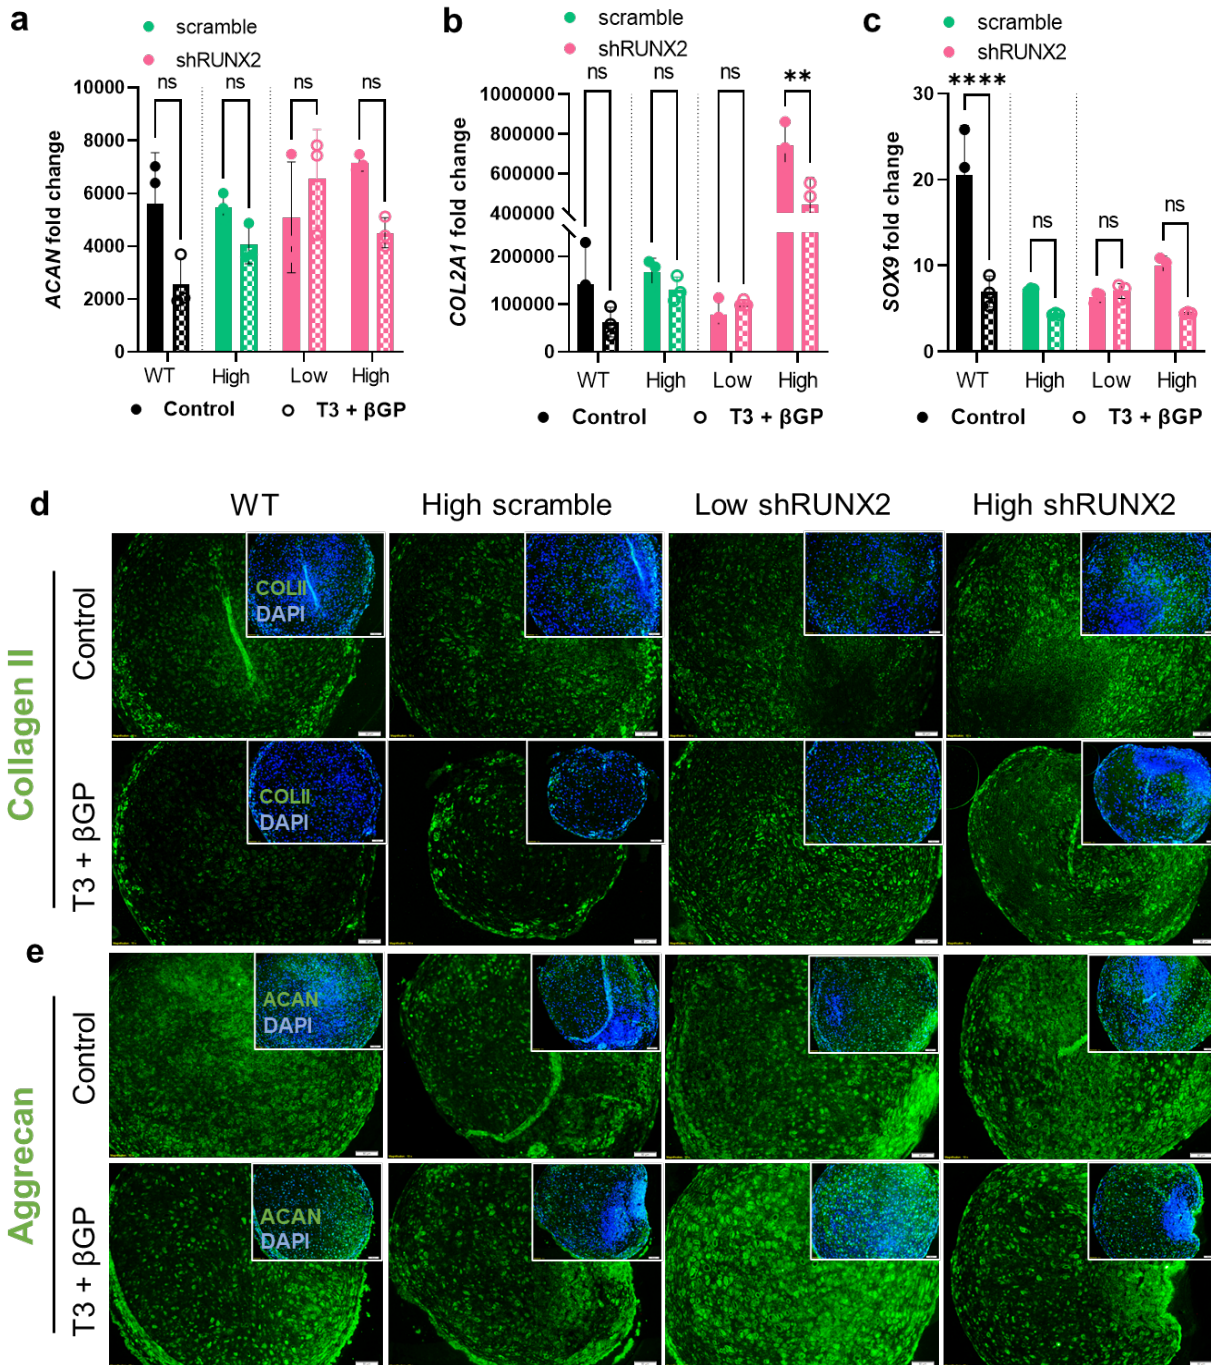 a
scramble
shRUNX2
ACAN fold change
10000
8000
6000
4000
2000
0
ns
ns
ns
ns
WT
High
Low
High
Control
T3 + βGP
b
scramble
shRUNX2
COL2A1 fold change
1000000
800000
600000
400000
200000
100000
0
ns
ns
ns
**
WT
High
Low
High
Control
T3 + βGP
c
scramble
shRUNX2
SOX9 fold change
30
20
10
0
****
ns
ns
ns
WT
High
Low
High
Control
T3 + βGP
d
WT
High scramble
Low shRUNX2
High shRUNX2
Collagen II
Control
COLII
DAPI
T3 + βGP
COLII
DAPI
e
Aggrecan
Control
ACAN
DAPI
T3 + βGP
ACAN
DAPI